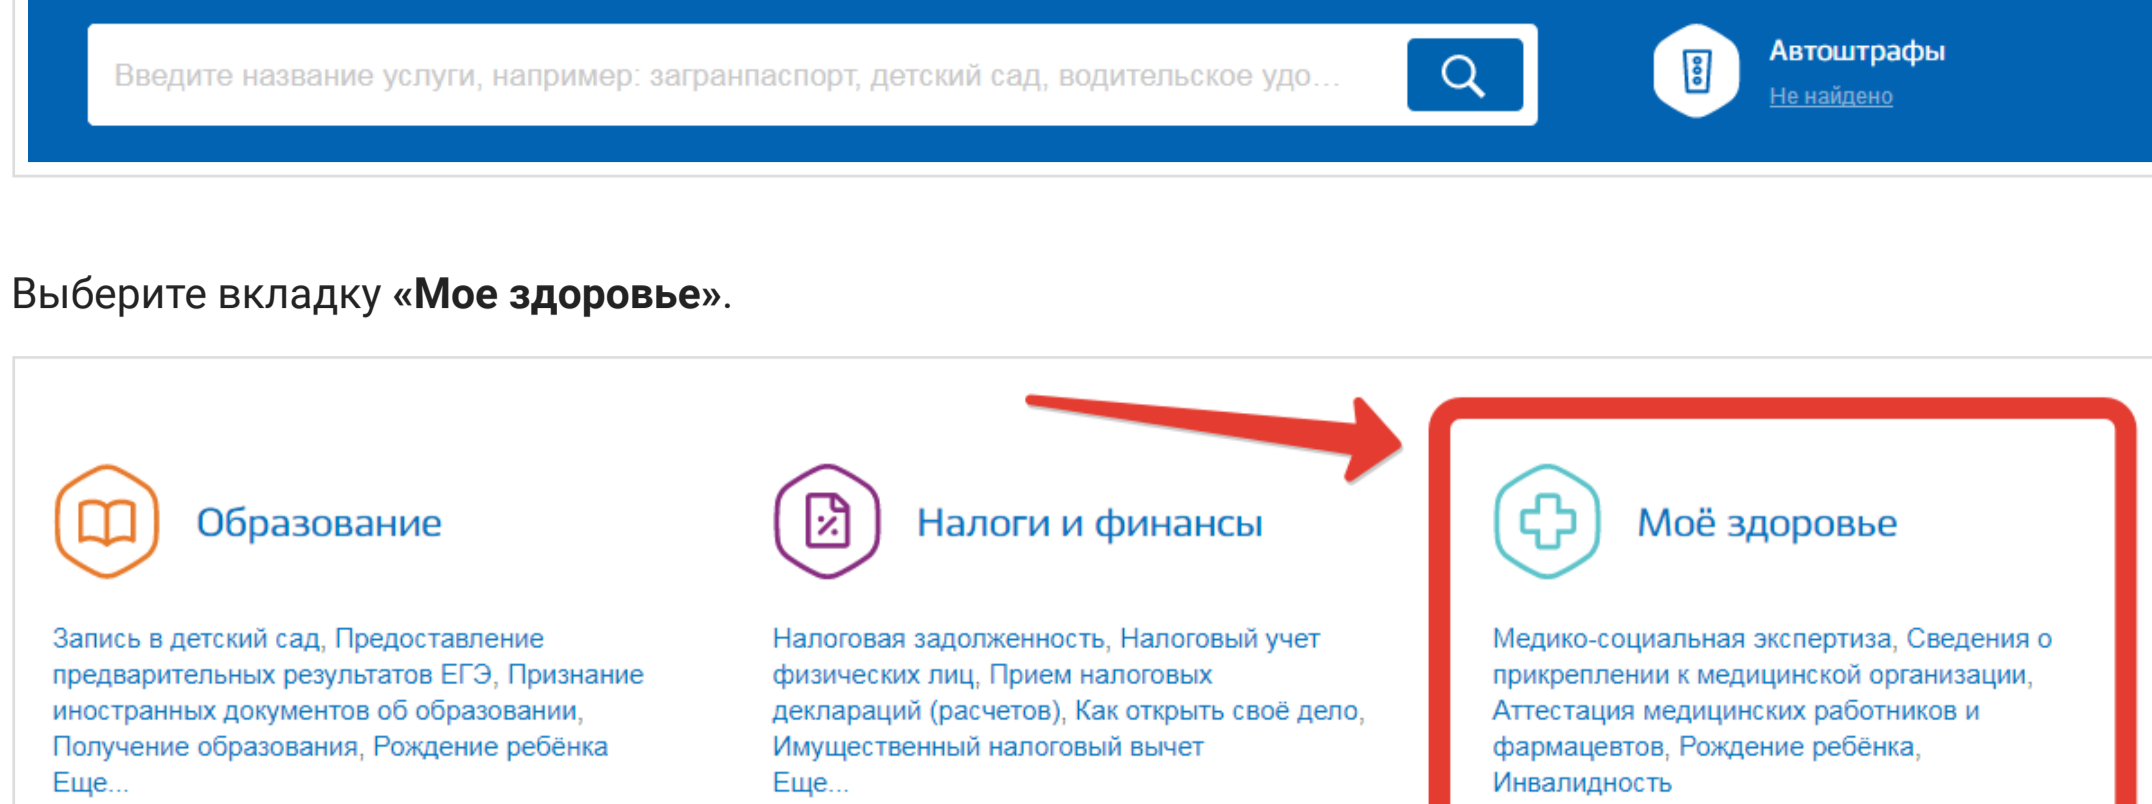 Введите название услуги, например: загранпаспорт, детский сад, водительское удо...
Автоштрафы
Не найдено
Выберите вкладку «Мое здоровье».
Образование
Запись в детский сад, Предоставление
предварительных результатов ЕГЭ, Признание
иностранных документов об образовании,
Получение образования, Рождение ребёнка
Еще...
Налоги и финансы
Налоговая задолженность, Налоговый учет
физических лиц, Прием налоговых
деклараций (расчетов), Как открыть своё дело,
Имущественный налоговый вычет
Еще...
Моё здоровье
Медико-социальная экспертиза, Сведения о
прикреплении к медицинской организации,
Аттестация медицинских работников и
фармацевтов, Рождение ребёнка,
Инвалидность